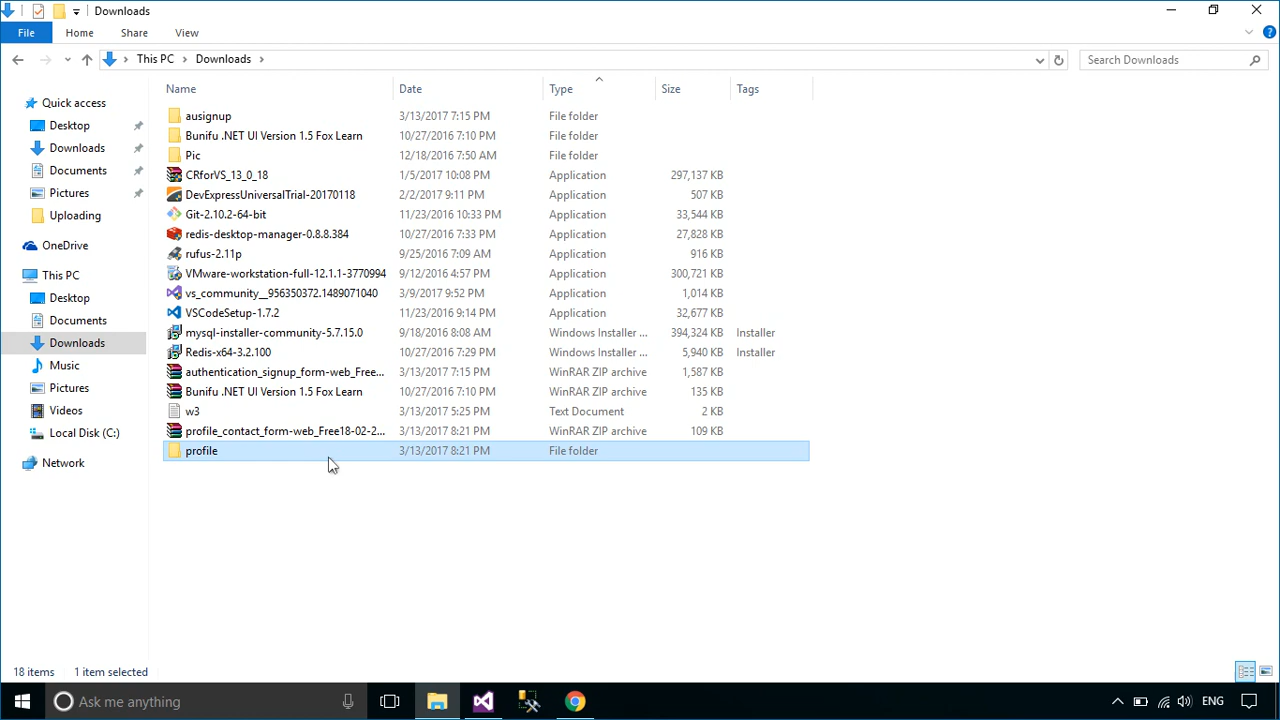 Downloads
File Home Share View
This PC Downloads Search Downloads
Name Date Type Size Tags
Quick access
Desktop
Downloads
Documents
Pictures
Uploading
OneDrive
This PC
Desktop
Documents
Downloads
Music
Pictures
Videos
Local Disk (C:)
Network
ausignup 3/13/2017 7:15 PM File folder
Bunifu .NET UI Version 1.5 Fox Learn 10/27/2016 7:10 PM File folder
Pic 12/18/2016 7:50 AM File folder
CRforVS_13_0_18 1/5/2017 10:08 PM Application 297,137 KB
DevExpressUniversalTrial-20170118 2/2/2017 9:11 PM Application 507 KB
Git-2.10.2-64-bit 11/23/2016 10:33 PM Application 33,544 KB
redis-desktop-manager-0.8.8.384 10/27/2016 7:33 PM Application 27,828 KB
rufus-2.11p 9/25/2016 7:09 AM Application 916 KB
VMware-workstation-full-12.1.1-3770994 9/12/2016 4:57 PM Application 300,721 KB
vs_community__956350372.1489071040 3/9/2017 9:52 PM Application 1,014 KB
VSCodeSetup-1.7.2 11/23/2016 9:14 PM Application 32,677 KB
mysql-installer-community-5.7.15.0 9/18/2016 8:08 AM Windows Installer ... 394,324 KB Installer
Redis-x64-3.2.100 10/27/2016 7:29 PM Windows Installer ... 5,940 KB Installer
authentication_signup_form-web_Free... 3/13/2017 7:15 PM WinRAR ZIP archive 1,587 KB
Bunifu .NET UI Version 1.5 Fox Learn 10/27/2016 7:10 PM WinRAR ZIP archive 135 KB
w3 3/13/2017 5:25 PM Text Document 2 KB
profile_contact_form-web_Free18-02-2... 3/13/2017 8:21 PM WinRAR ZIP archive 109 KB
profile 3/13/2017 8:21 PM File folder
18 items 1 item selected
Ask me anything ENG